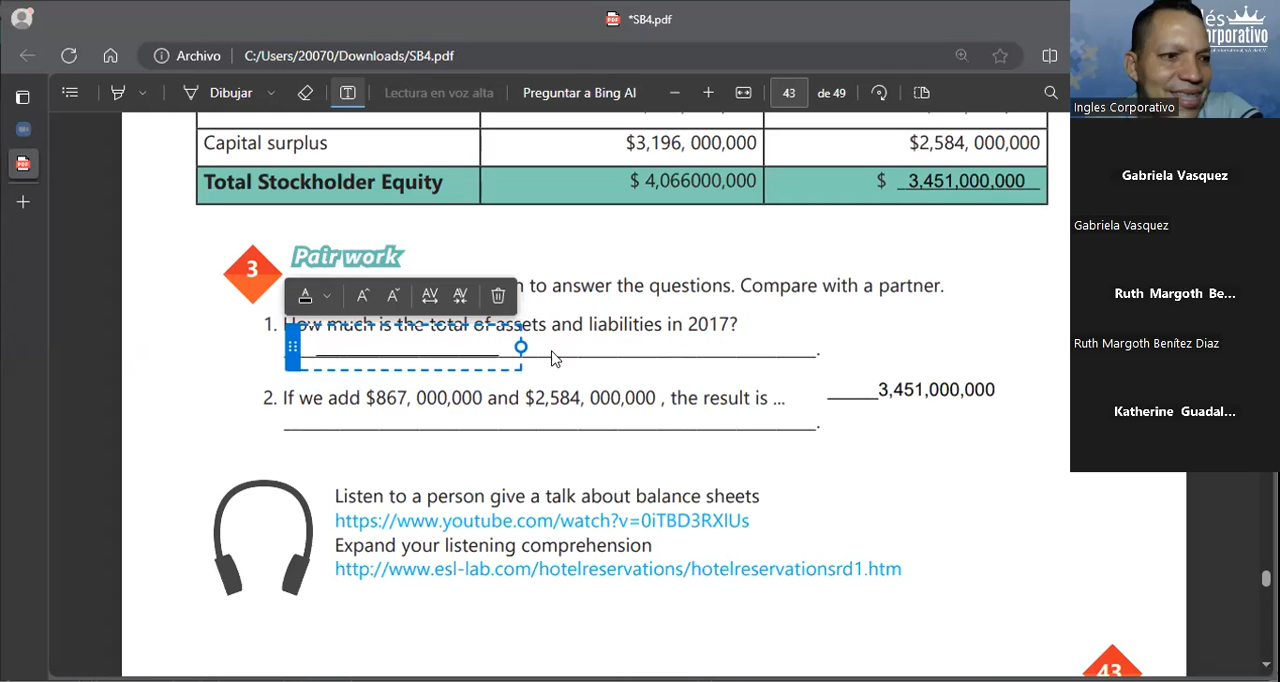 *SB4.pdf
Archivo C:/Users/20070/Downloads/SB4.pdf
Dibujar Lectura en voz alta Preguntar a Bing AI 43 de 49
Capital surplus $3,196, 000,000 $2,584, 000,000
Total Stockholder Equity $ 4,066000,000 $ 3,451,000,000
3 Pair work
n to answer the questions. Compare with a partner.
1. How much is the total of assets and liabilities in 2017?
.
2. If we add $867, 000,000 and $2,584, 000,000 , the result is ... _____3,451,000,000
.
Listen to a person give a talk about balance sheets
https://www.youtube.com/watch?v=0iTBD3RXlUs
Expand your listening comprehension
http://www.esl-lab.com/hotelreservations/hotelreservationsrd1.htm
43
Ingles Corporativo
Gabriela Vasquez
Gabriela Vasquez
Ruth Margoth Be...
Ruth Margoth Benítez Diaz
Katherine Guadal...